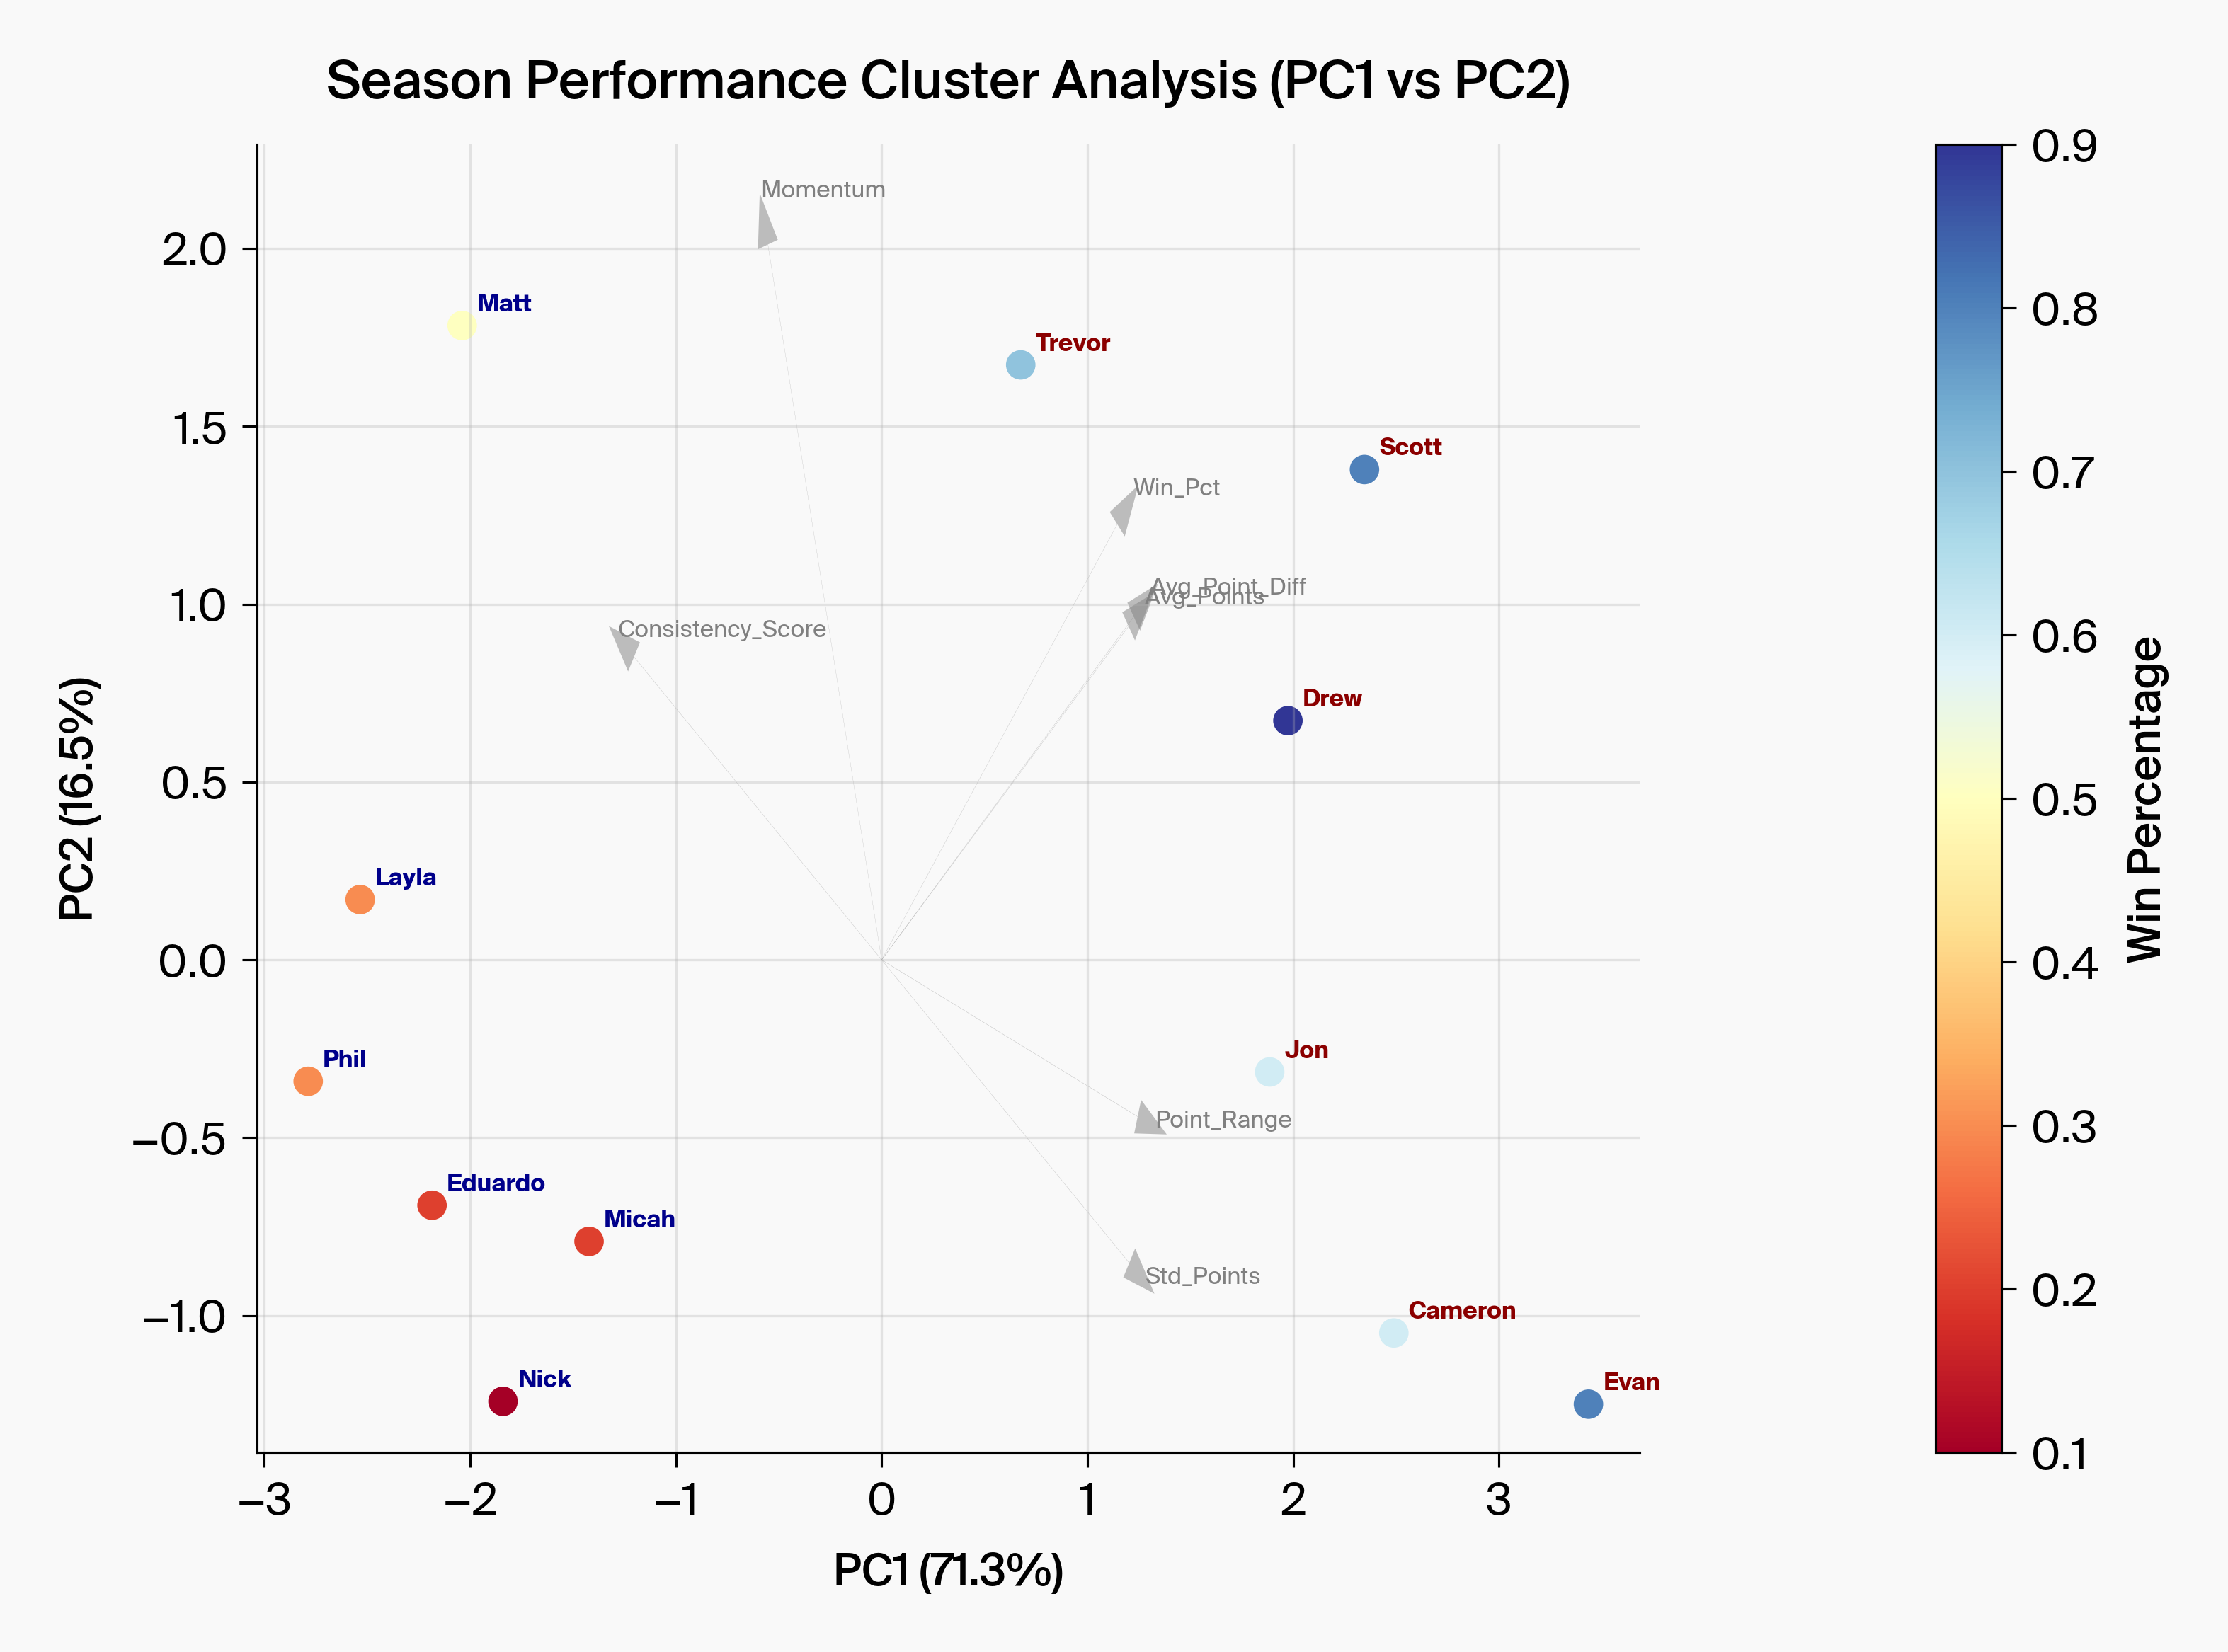 Season Performance Cluster Analysis (PC1 vs PC2)
Momentum
Matt
Trevor
Scott
Win_Pct
Avg_Point_Diff
Avg_Points
Consistency_Score
Drew
Layla
Phil
Jon
Point_Range
Eduardo
Micah
Std_Points
Cameron
Nick
Evan
2.0
1.5
1.0
0.5
0.0
−0.5
−1.0
PC2 (16.5%)
−3
−2
−1
0
1
2
3
PC1 (71.3%)
0.9
0.8
0.7
0.6
0.5
0.4
0.3
0.2
0.1
Win Percentage